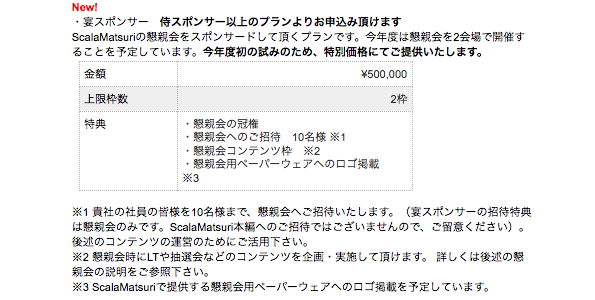 New!
・宴スポンサー　侍スポンサー以上のプランよりお申込み頂けます
ScalaMatsuriの懇親会をスポンサードして頂くプランです。今年度は懇親会を2会場で開催す
ることを予定しています。今年度初の試みのため、特別価格にてご提供いたします。
金額 ¥500,000
上限枠数 2枠
特典 ・懇親会の冠権
・懇親会へのご招待　10名様 ※1
・懇親会コンテンツ枠　※2
・懇親会用ペーパーウェアへのロゴ掲載
※3
※1 貴社の社員の皆様を10名様まで、懇親会へご招待いたします。（宴スポンサーの招待特典
は懇親会のみです。ScalaMatsuri本編へのご招待ではございませんので、ご留意ください）。
後述のコンテンツの運営のためにご活用下さい。
※2 懇親会時にLTや抽選会などのコンテンツを企画・実施して頂けます。 詳しくは後述の懇
親会の説明をご参照下さい。
※3 ScalaMatsuriで提供する懇親会用ペーパーウェアへのロゴ掲載を予定しています。